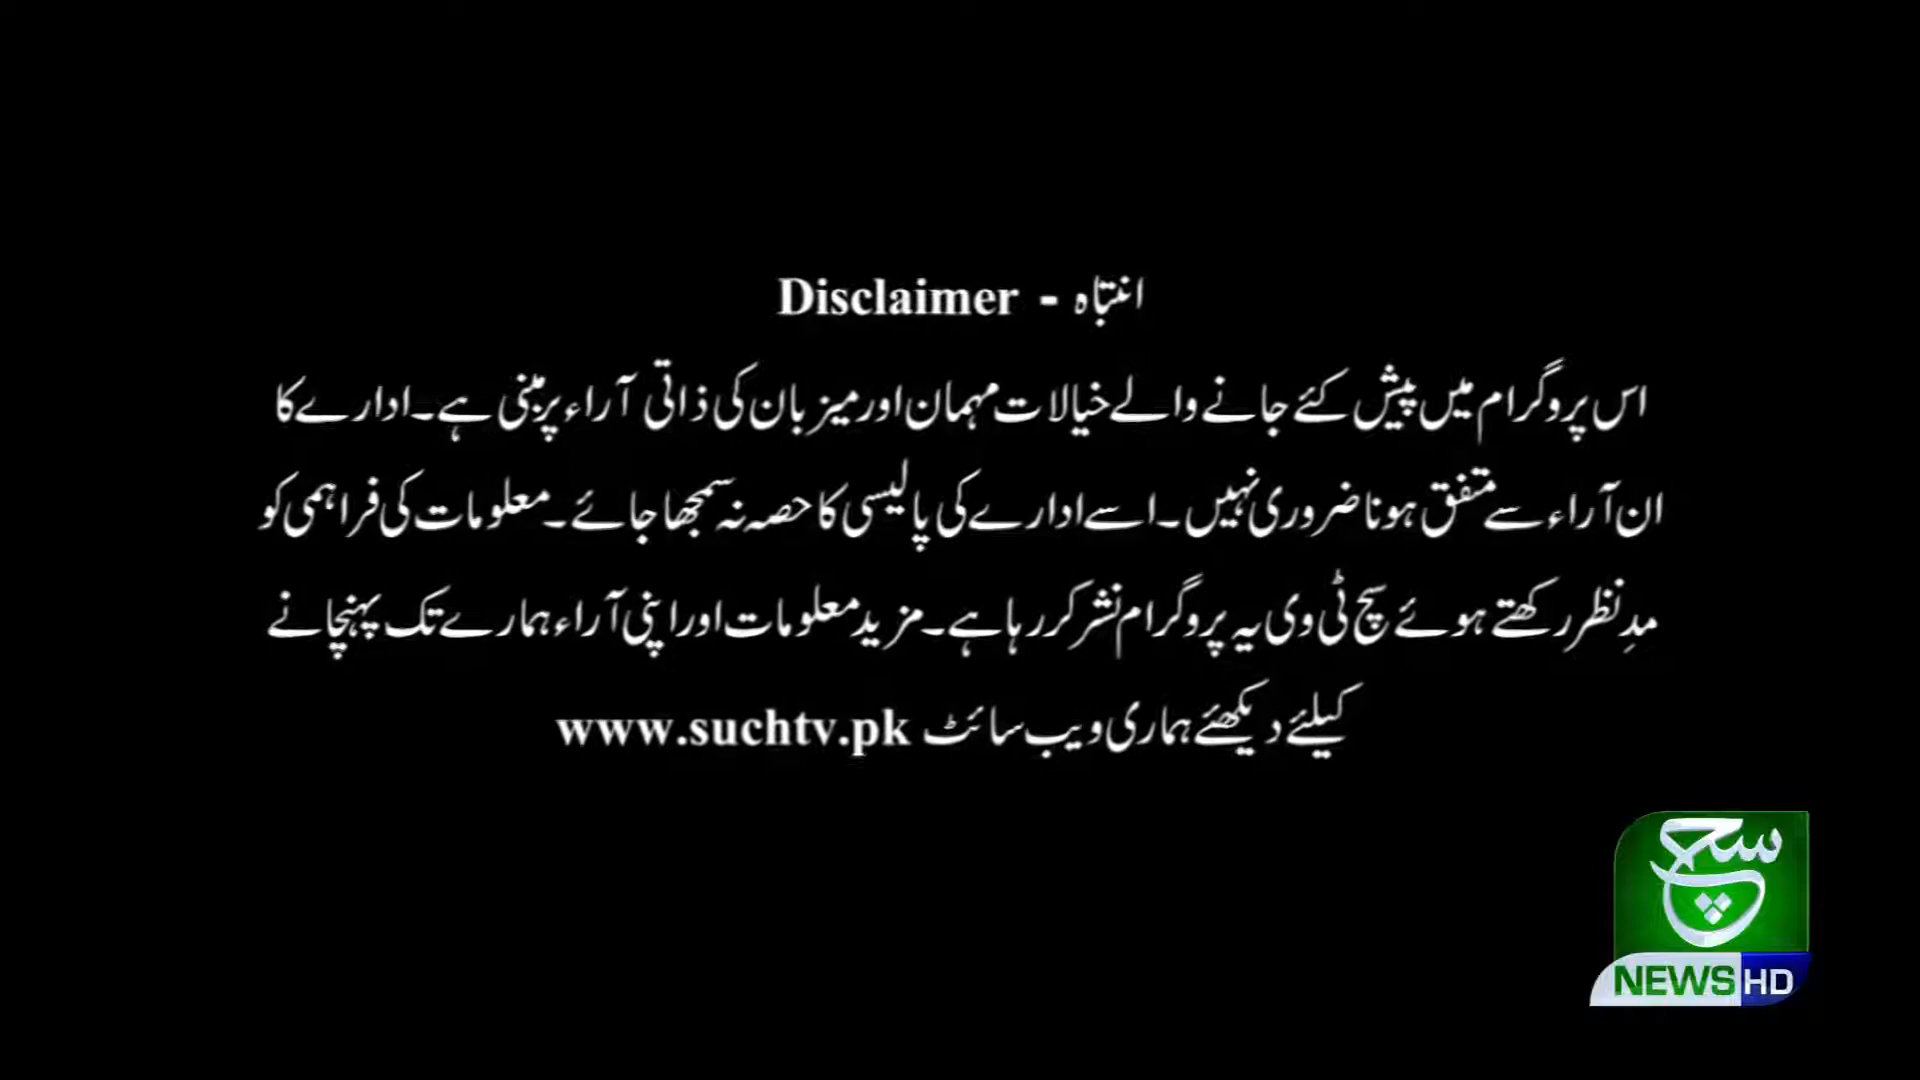 انتباہ - Disclaimer
اس پروگرام میں پیش کئے جانے والے خیالات مہمان اور میزبان کی ذاتی آراء پر مبنی ہے۔ ادارے کا
ان آراء سے متفق ہونا ضروری نہیں۔ اسے ادارے کی پالیسی کا حصہ نہ سمجھا جائے۔ معلومات کی فراہمی کو
مدِنظر رکھتے ہوئے سچ ٹی وی یہ پروگرام نشر کر رہا ہے۔ مزید معلومات اور اپنی آراء ہمارے تک پہنچانے
کیلئے دیکھئے ہماری ویب سائٹ www.suchtv.pk
سچ
NEWS HD